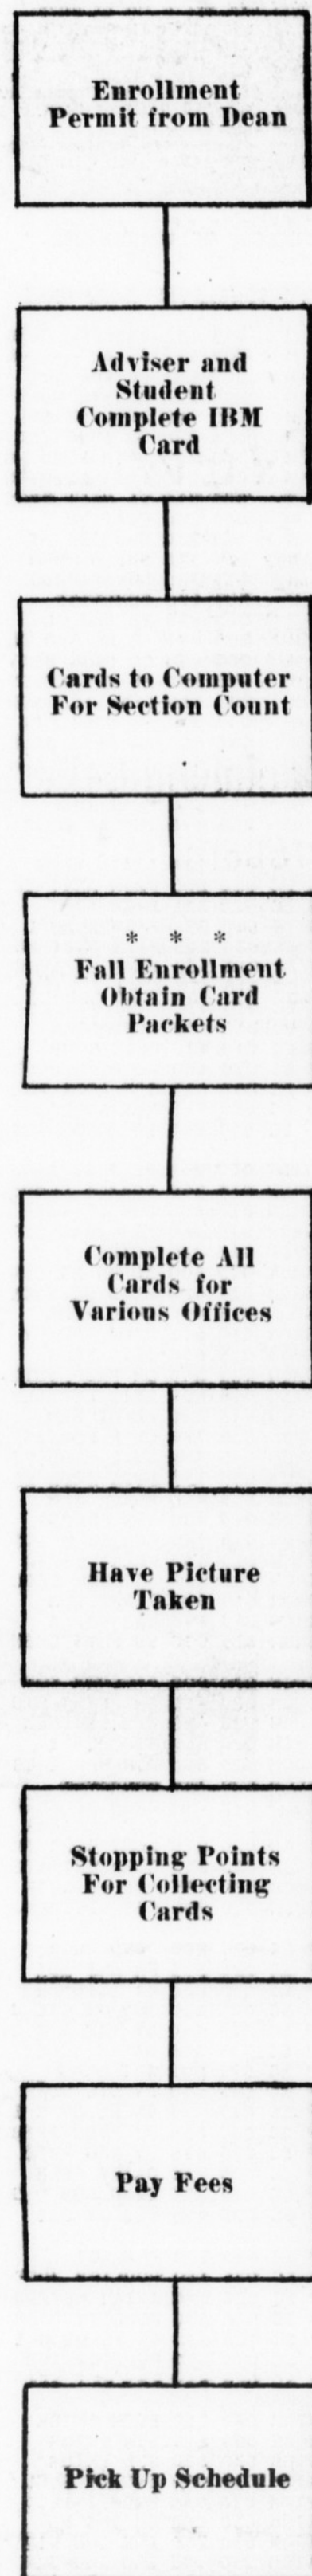 Enrollment
Permit from Dean
Adviser and
Student
Complete IBM
Card
Cards to Computer
For Section Count
* * *
Fall Enrollment
Obtain Card
Packets
Complete All
Cards for
Various Offices
Have Picture
Taken
Stopping Points
For Collecting
Cards
Pay Fees
Pick Up Schedule